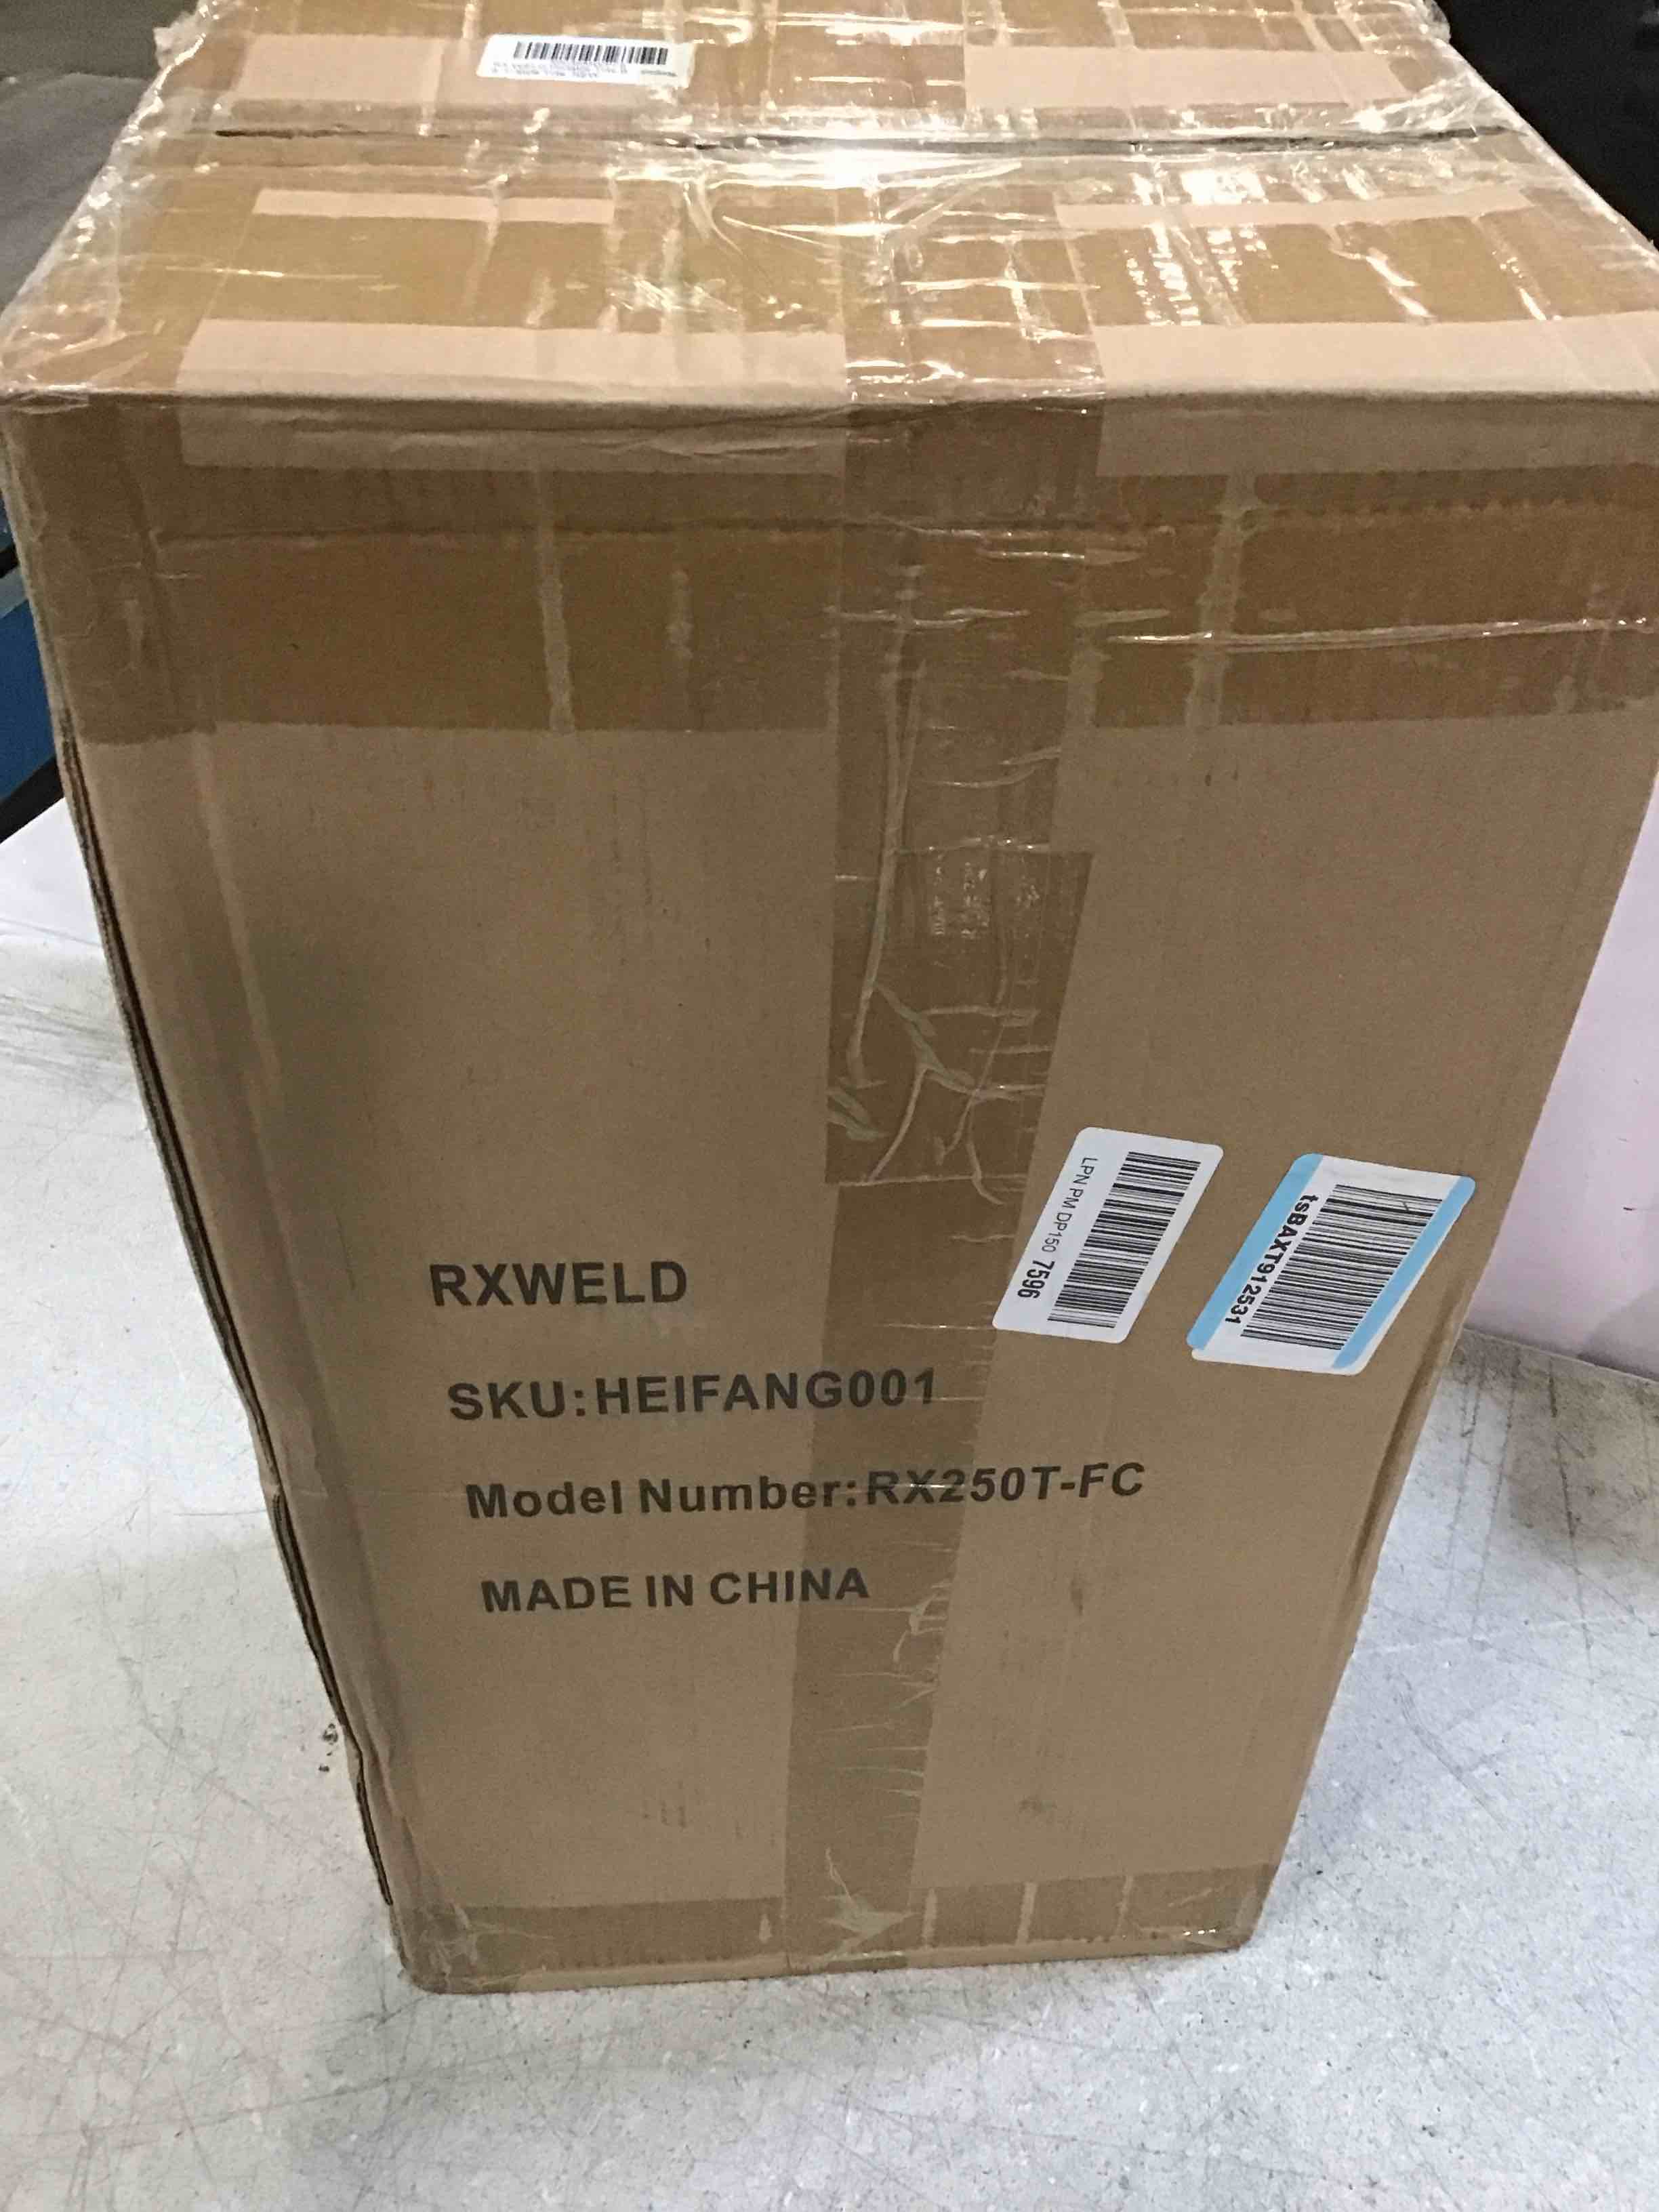 RXWELD
SKU:HEIFANG001
Model Number:RX250T-FC
MADE IN CHINA
LPN PM DP150 7596
tsBAXT912531